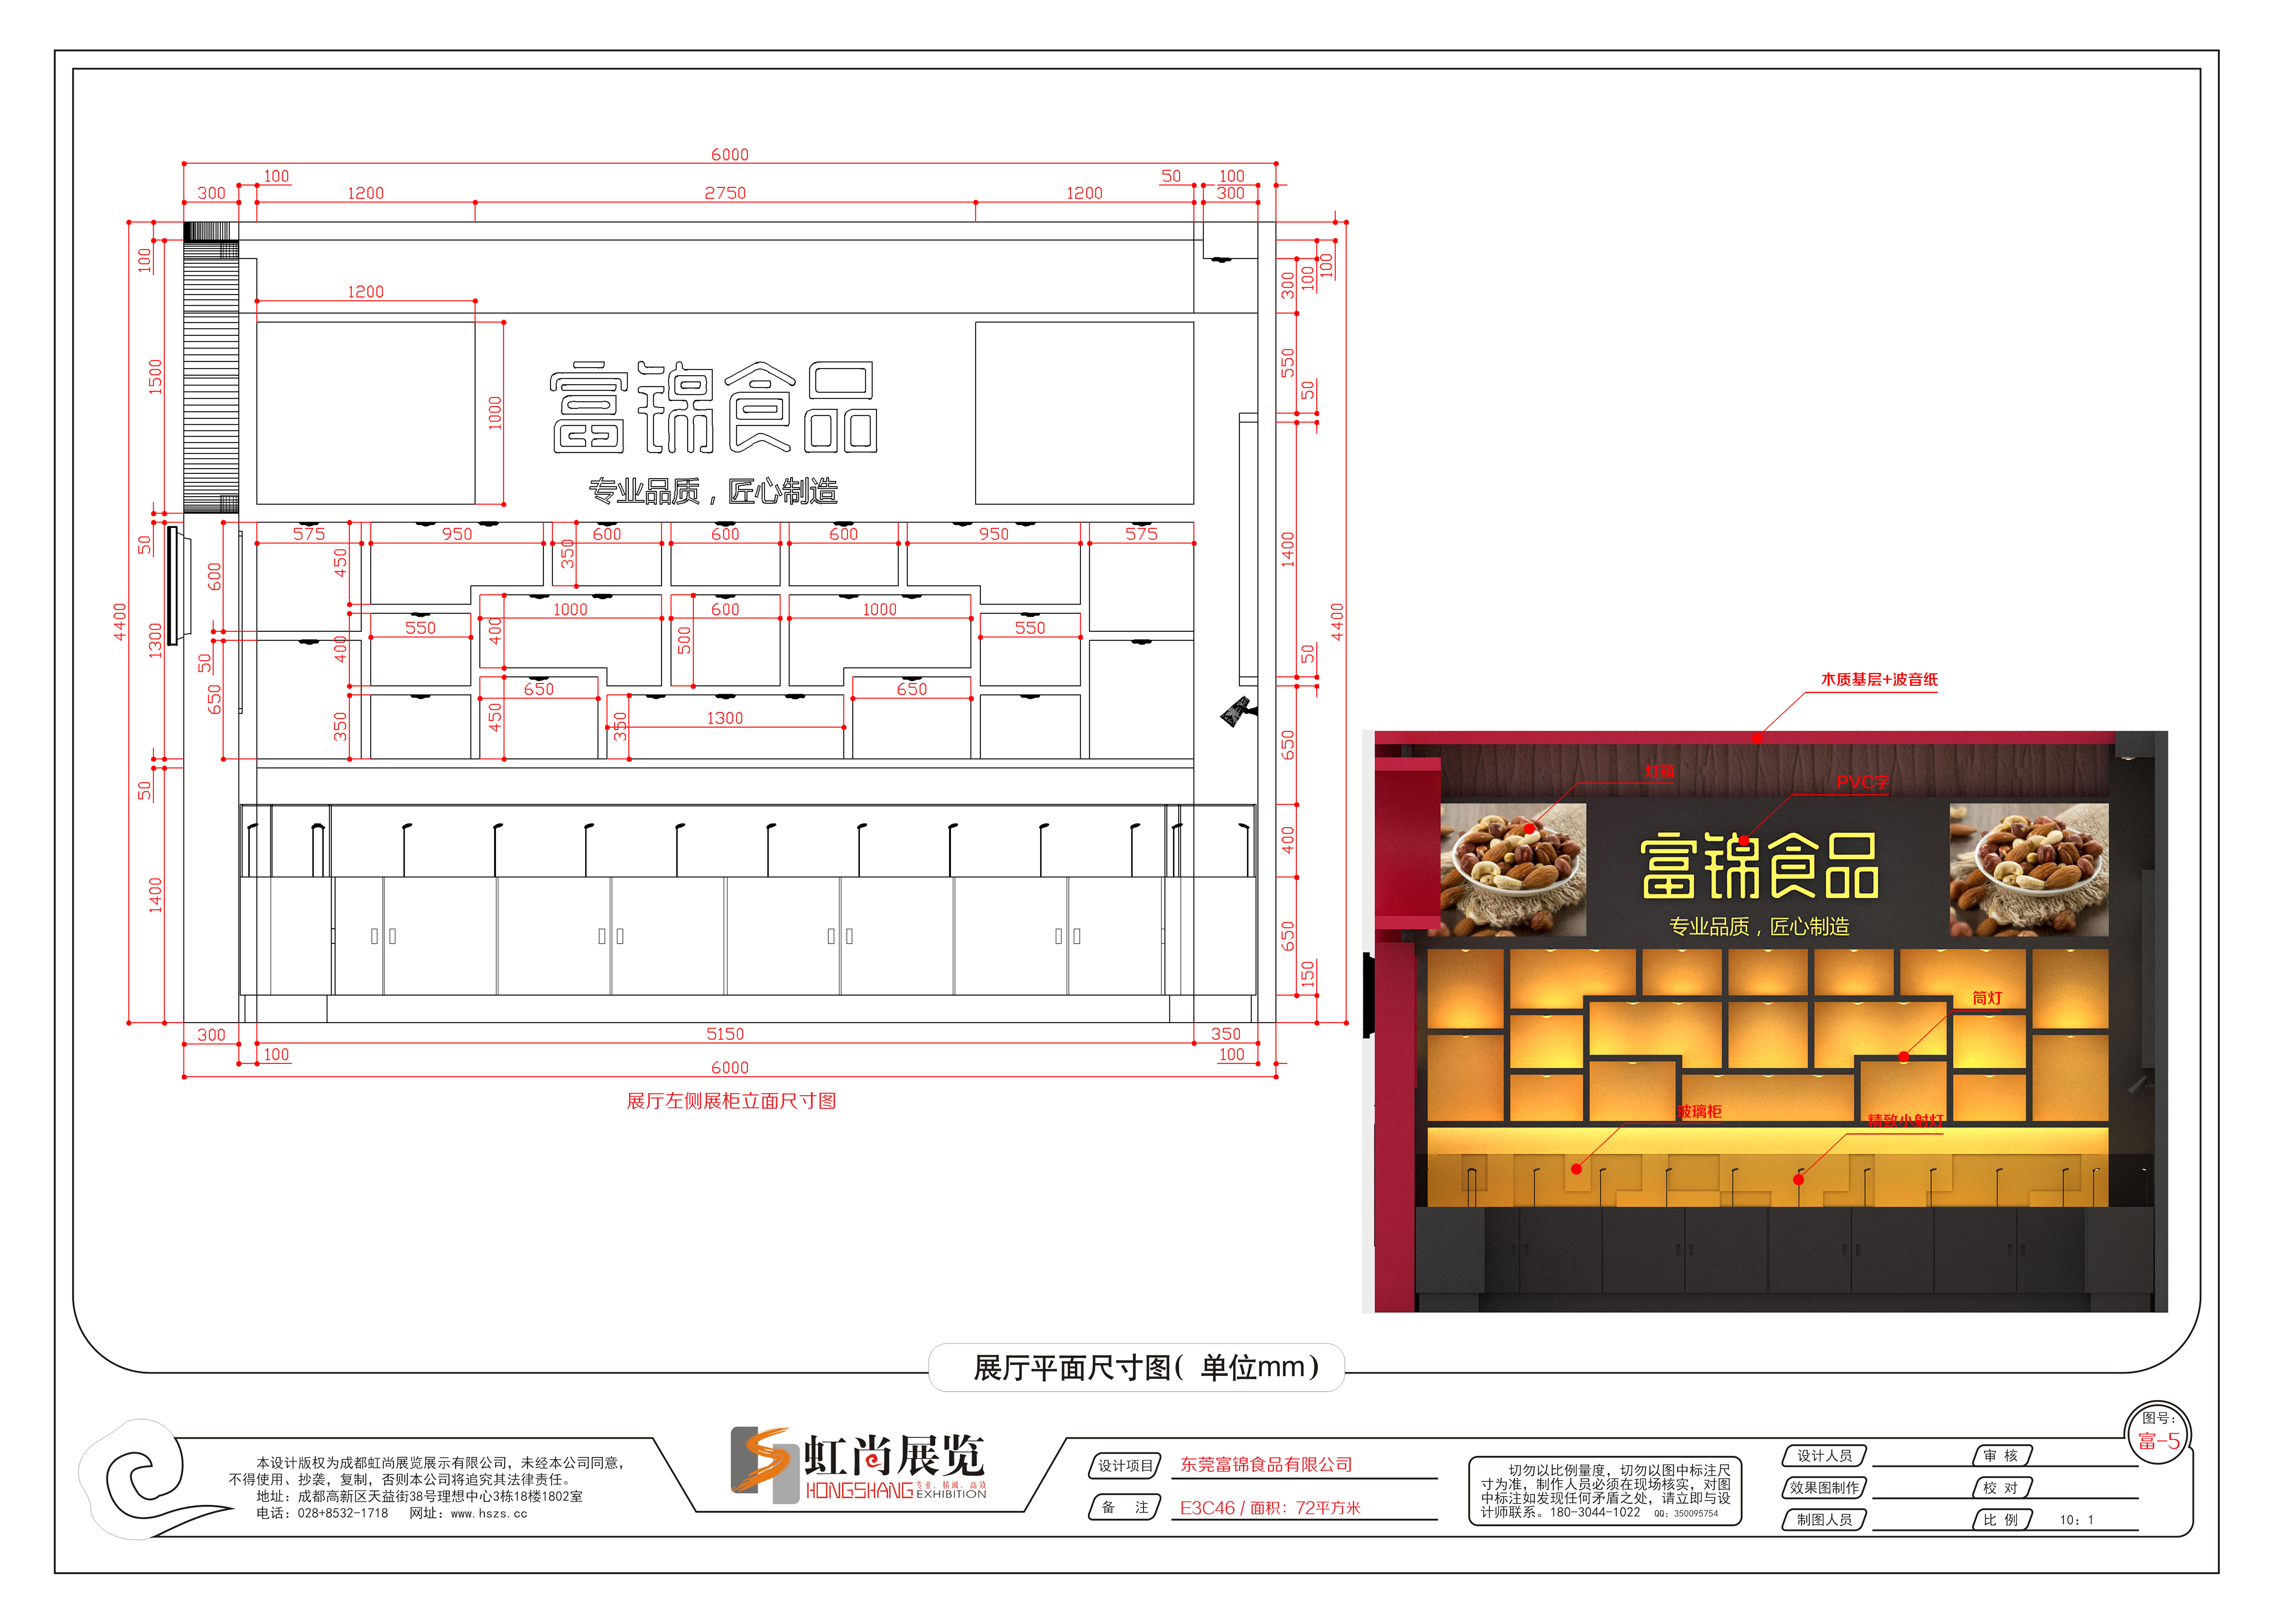 6000
100
50
100
300
1200
2750
1200
300
100
300
100
100
1200
1500
1000
550
50
富锦食品
专业品质，匠心制造
575
950
600
600
600
950
575
50
450
350
600
1400
4400
1300
1000
600
1000
4400
550
400
500
550
400
50
50
650
650
650
350
450
350
1300
650
50
400
1400
650
150
300
5150
350
100
100
6000
展厅左侧展柜立面尺寸图
木质基层+波音纸
灯箱
PVC字
富锦食品
专业品质，匠心制造
筒灯
玻璃柜
精致小射灯
展厅平面尺寸图( 单位mm)
本设计版权为成都虹尚展览展示有限公司，未经本公司同意，
不得使用、抄袭，复制，否则本公司将追究其法律责任。
地址：成都高新区天益街38号理想中心3栋18楼1802室
电话：028+8532-1718 网址：www.hszs.cc
虹尚展览
HONGSHANG 专业、精诚、高效
EXHIBITION
设计项目 东莞富锦食品有限公司
备 注 E3C46 / 面积：72平方米
切勿以比例量度，切勿以图中标注尺
寸为准，制作人员必须在现场核实，对图
中标注如发现任何矛盾之处，请立即与设
计师联系。180-3044-1022 QQ：350095754
设计人员 审 核
效果图制作 校 对
制图人员 比 例 10：1
图号：
富-5